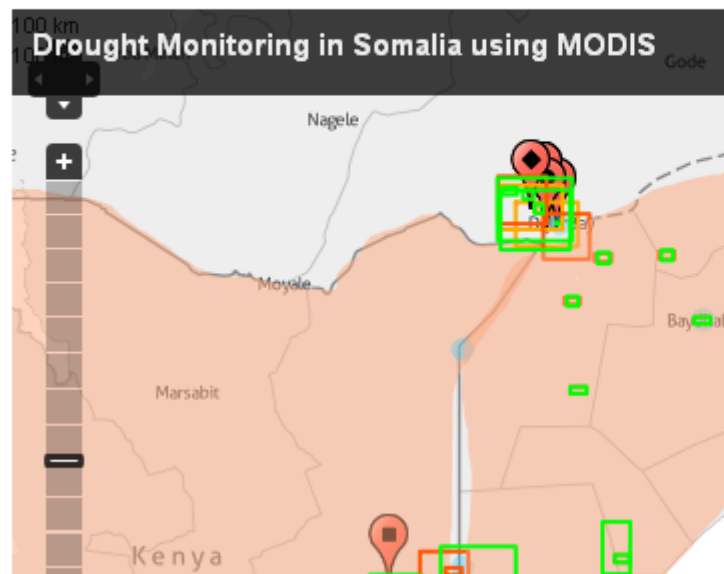 100 km
Drought Monitoring in Somalia using MODIS
Gode
Nagele
Moyale
Marsabit
Kenya